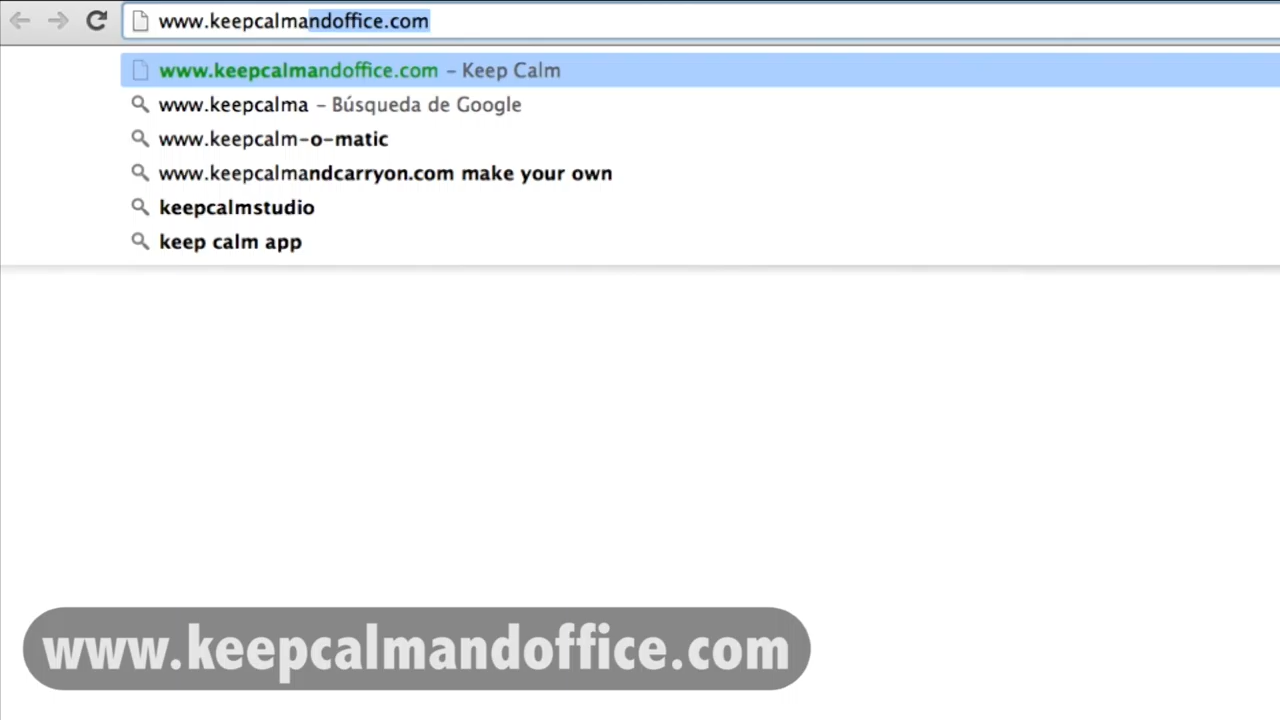 www.keepcalmandoffice.com
www.keepcalmandoffice.com – Keep Calm
www.keepcalma – Búsqueda de Google
www.keepcalm-o-matic
www.keepcalmandcarryon.com make your own
keepcalmstudio
keep calm app
www.keepcalmandoffice.com